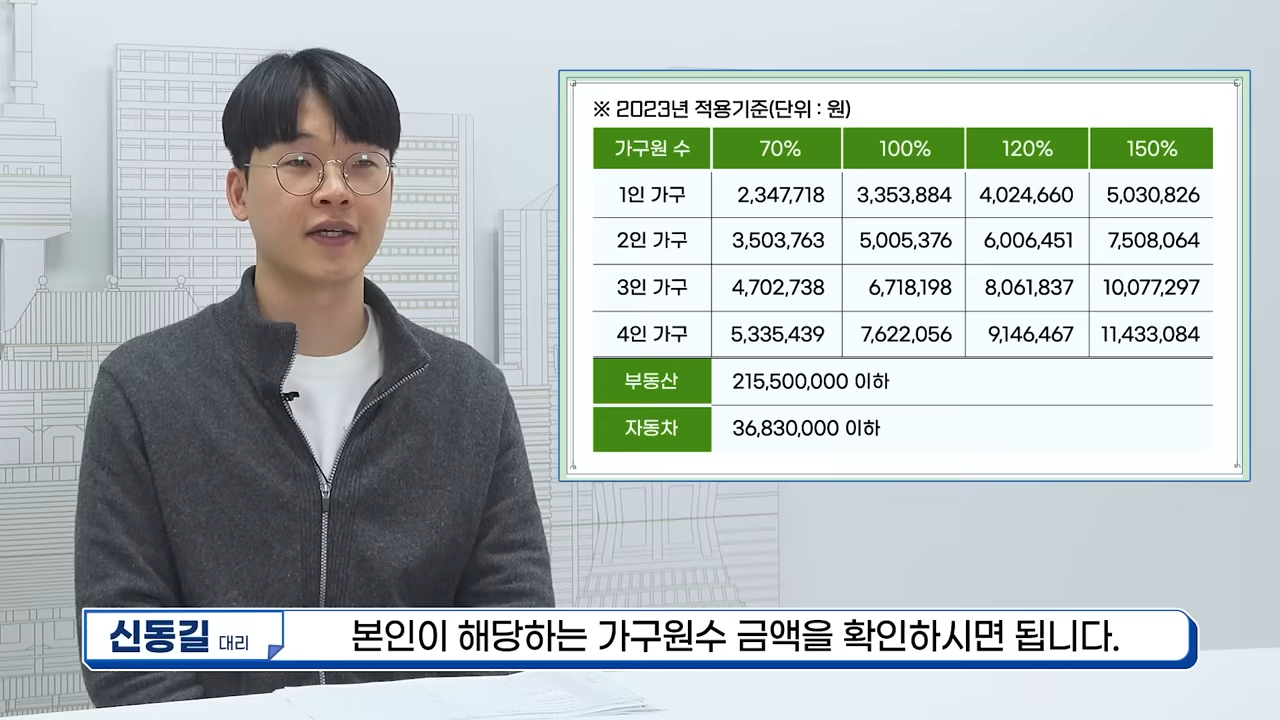 ※ 2023년 적용기준(단위 : 원)
가구원 수 70% 100% 120% 150%
1인 가구 2,347,718 3,353,884 4,024,660 5,030,826
2인 가구 3,503,763 5,005,376 6,006,451 7,508,064
3인 가구 4,702,738 6,718,198 8,061,837 10,077,297
4인 가구 5,335,439 7,622,056 9,146,467 11,433,084
부동산 215,500,000 이하
자동차 36,830,000 이하
신동길 대리
본인이 해당하는 가구원수 금액을 확인하시면 됩니다.